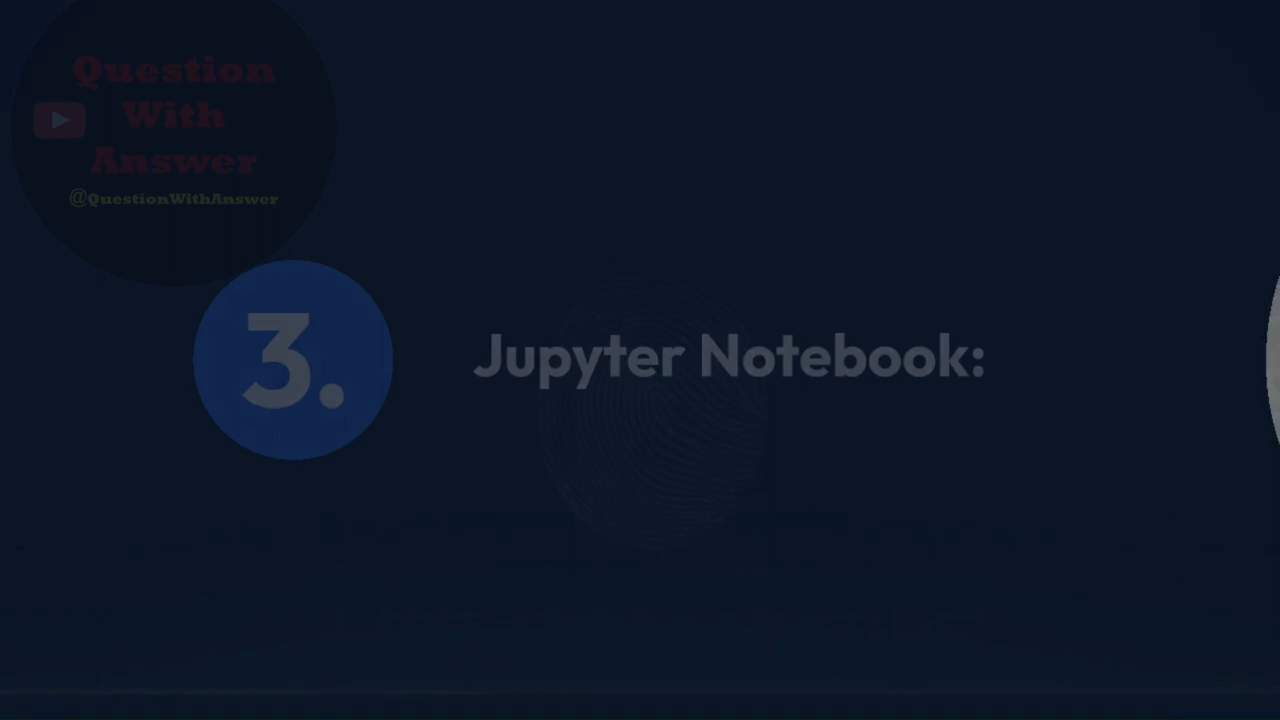 Question
With
Answer
@QuestionWithAnswer
3.
Jupyter Notebook: